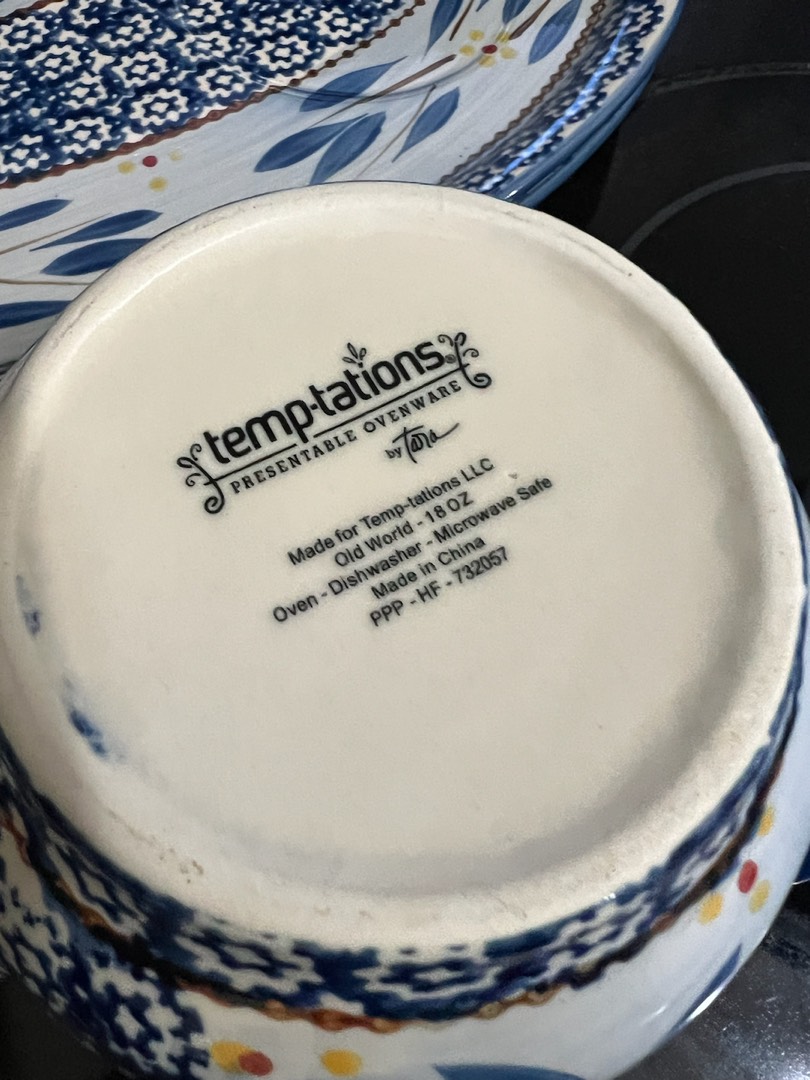 temp-tations®
PRESENTABLE OVENWARE
by Tara
Made for Temp-tations LLC
Old World - 18 OZ
Oven - Dishwasher - Microwave Safe
Made in China
PPP - HF - 732057